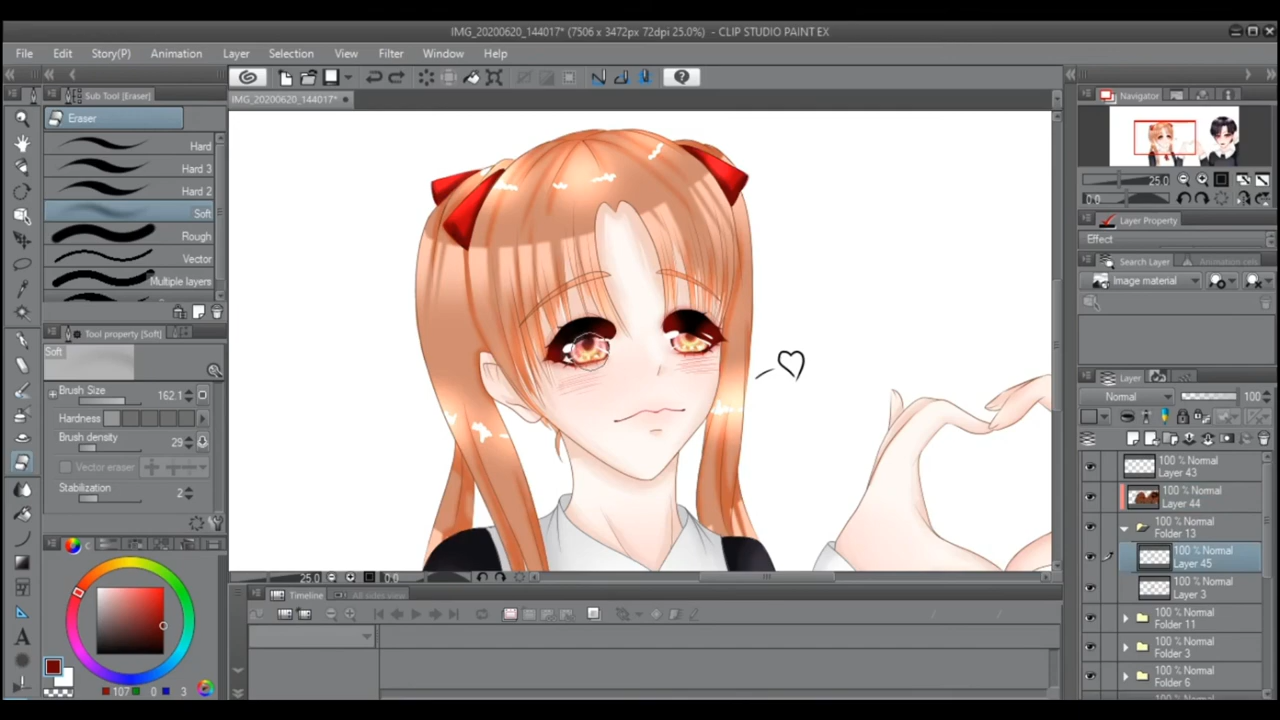 IMG_20200620_144017* (7506 x 3472px 72dpi 25.0%) - CLIP STUDIO PAINT EX
File Edit Story(P) Animation Layer Selection View Filter Window Help
Sub Tool [Eraser]
IMG_20200620_144017*
Navigator
Eraser
Hard
Hard 3
Hard 2
Soft
Rough
Vector
Multiple layers
25.0
0.0
Layer Property
Effect
Search Layer Animation cels
Image material
Tool property [Soft]
Soft
Brush Size 162.1
Hardness
Brush density 29
Vector eraser
Stabilization 2
Layer
Normal 100
100 % Normal
Layer 43
100 % Normal
Layer 44
100 % Normal
Folder 13
100 % Normal
Layer 45
100 % Normal
Layer 3
100 % Normal
Folder 11
100 % Normal
Folder 3
100 % Normal
Folder 6
25.0 0.0
Timeline All sides view
A
107 0 3